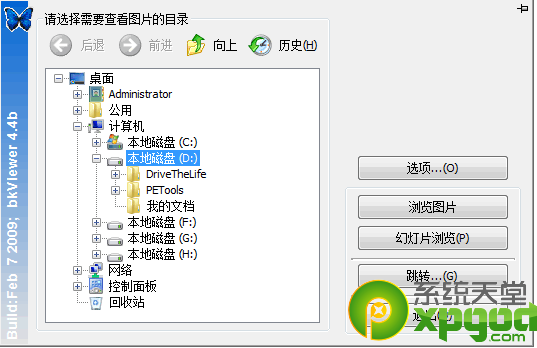 请选择需要查看图片的目录
后退
前进
向上
历史(H)
桌面
Administrator
公用
计算机
本地磁盘 (C:)
本地磁盘 (D:)
DriveTheLife
PETools
我的文档
本地磁盘 (F:)
本地磁盘 (G:)
本地磁盘 (H:)
网络
控制面板
回收站
选项...(O)
浏览图片
幻灯片浏览(P)
跳转...(G)
系统天堂
xpgod.com
Build:Feb 7 2009; bkViewer 4.4b